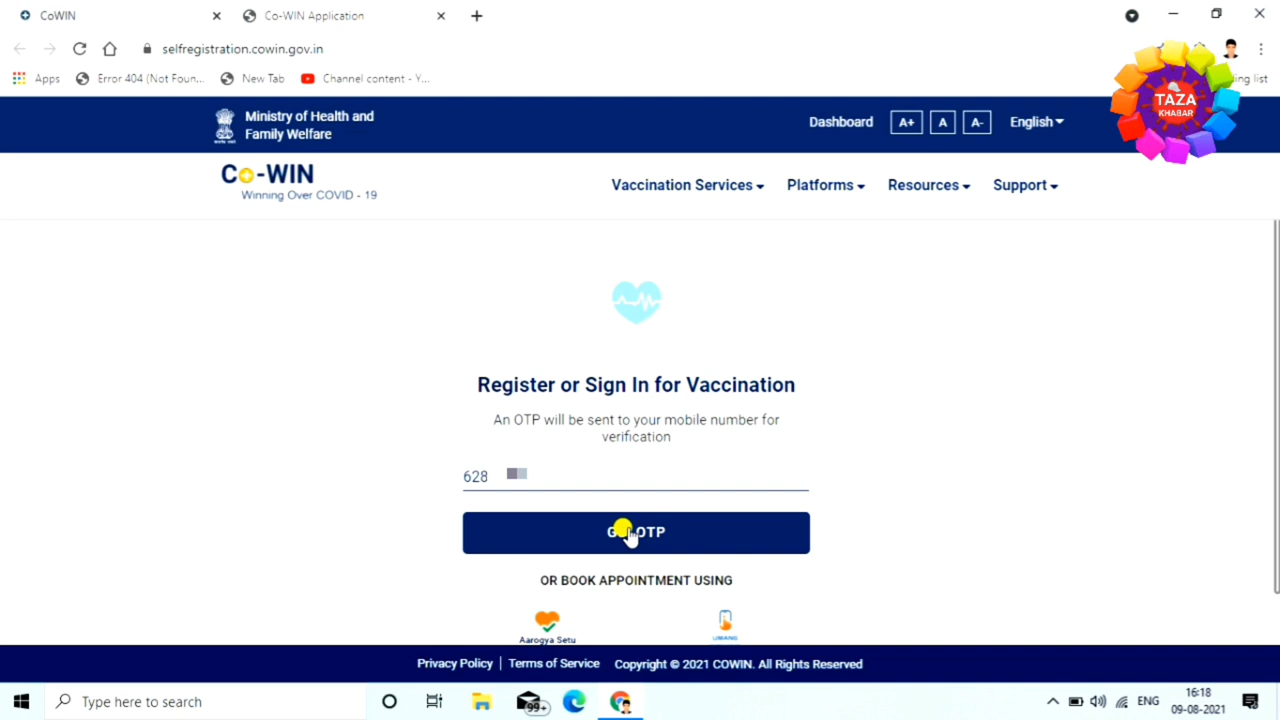 CoWIN
Co-WIN Application
selfregistration.cowin.gov.in
Apps
Error 404 (Not Foun...
New Tab
Channel content - Y...
TAZA
KHABAR
Ministry of Health and
Family Welfare
Dashboard
A+
A
A-
English
Co-WIN
Winning Over COVID - 19
Vaccination Services
Platforms
Resources
Support
Register or Sign In for Vaccination
An OTP will be sent to your mobile number for
verification
628
OTP
OR BOOK APPOINTMENT USING
Aarogya Setu
UMANG
Privacy Policy | Terms of Service
Copyright © 2021 COWIN. All Rights Reserved
Type here to search
99+
ENG
16:18
09-08-2021